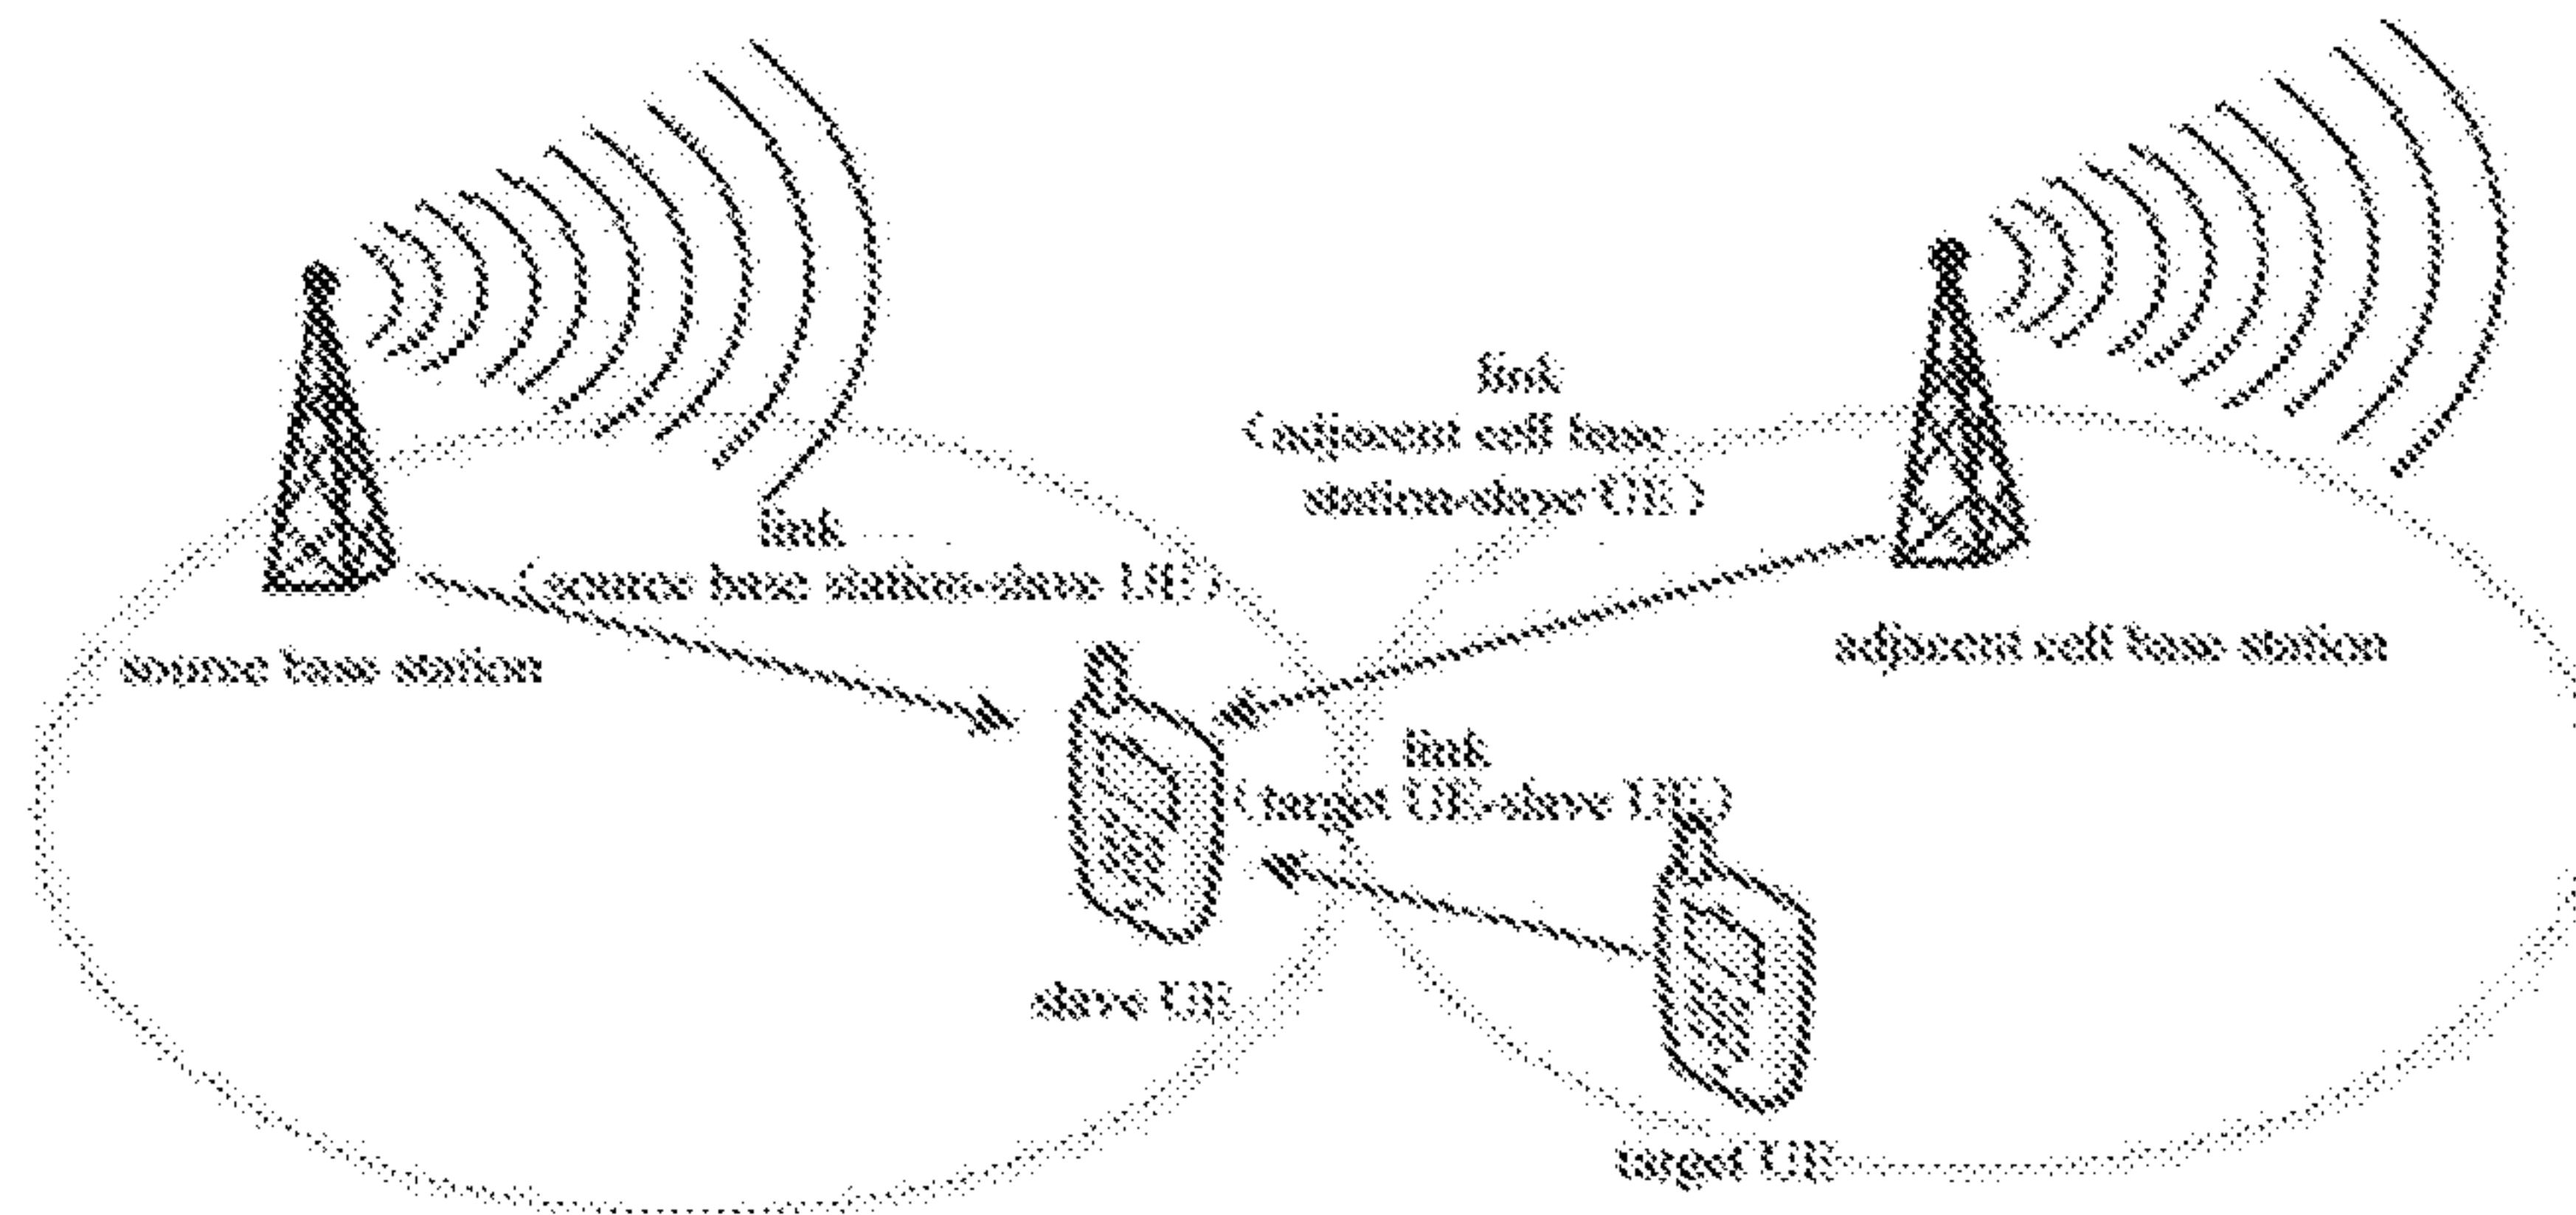 link
(adjacent cell base
station-slave UE)
link
(source base station-slave UE)
source base station
adjacent cell base station
link
(target UE-slave UE)
slave UE
target UE